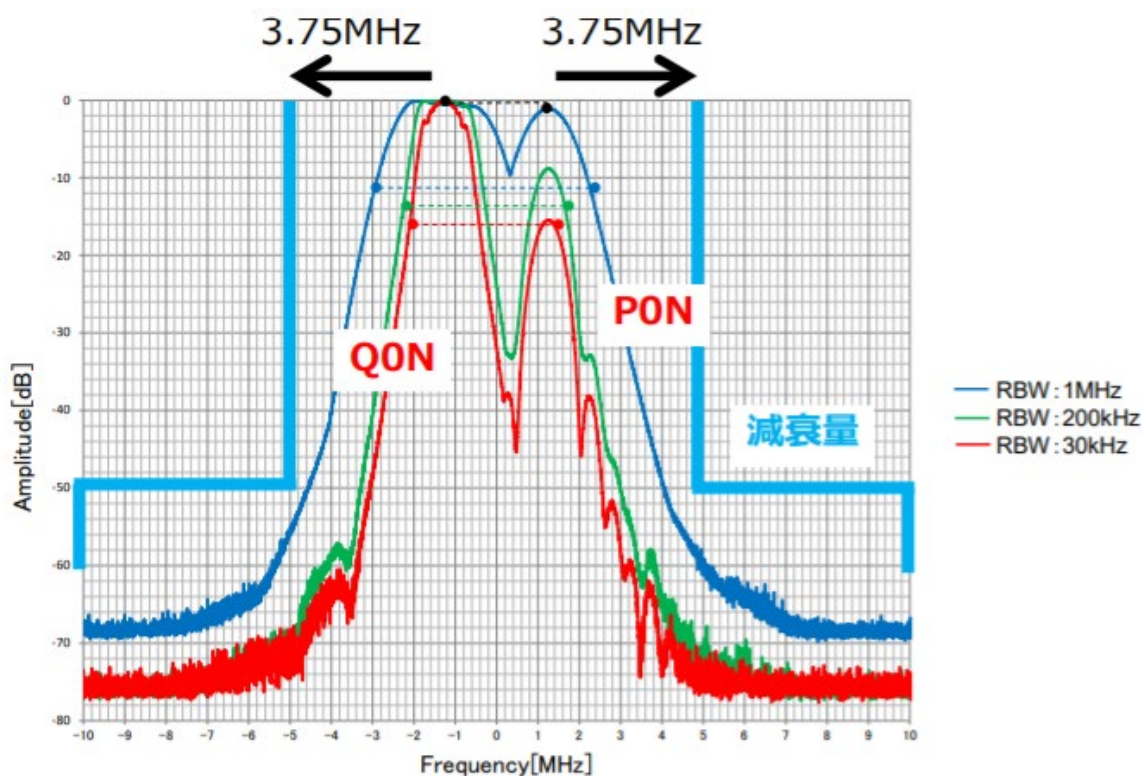 3.75MHz 3.75MHz
0
-10
-20
-30
-40
-50
-60
-70
-80
Amplitude[dB]
Q0N
P0N
減衰量
RBW:1MHz
RBW:200kHz
RBW:30kHz
-10 -9 -8 -7 -6 -5 -4 -3 -2 -1 0 1 2 3 4 5 6 7 8 9 10
Frequency[MHz]